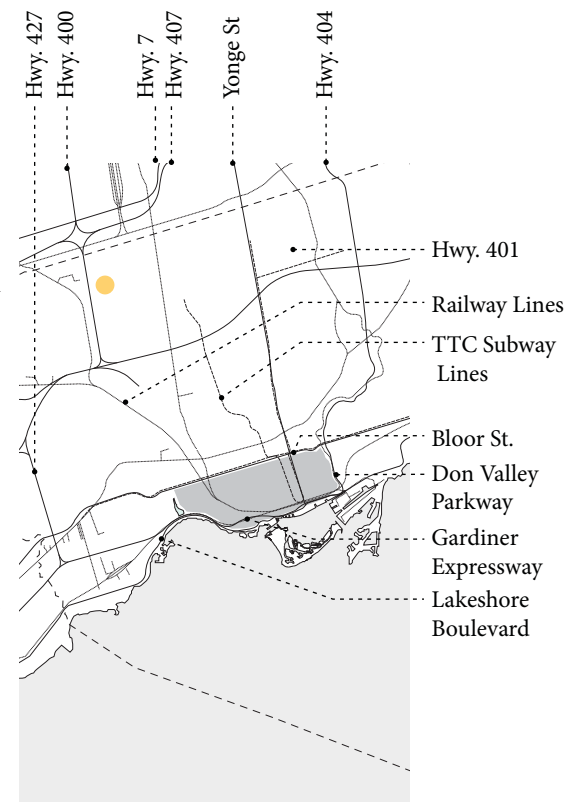 Hwy. 427
Hwy. 400
Hwy. 7
Hwy. 407
Yonge St
Hwy. 404
Hwy. 401
Railway Lines
TTC Subway
Lines
Bloor St.
Don Valley
Parkway
Gardiner
Expressway
Lakeshore
Boulevard